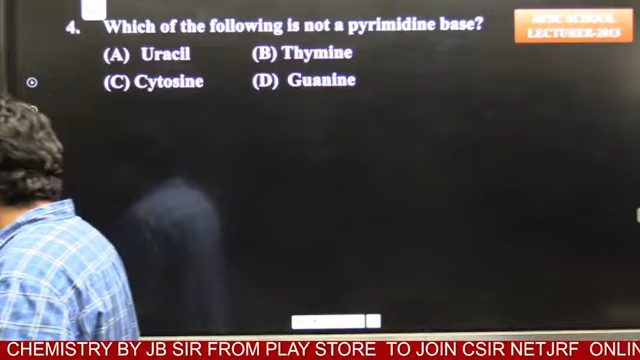 4. Which of the following is not a pyrimidine base?
(A) Uracil (B) Thymine
(C) Cytosine (D) Guanine
SCHOOL
LECTURER-2013
CHEMISTRY BY JB SIR FROM PLAY STORE TO JOIN CSIR NETJRF ONLIN